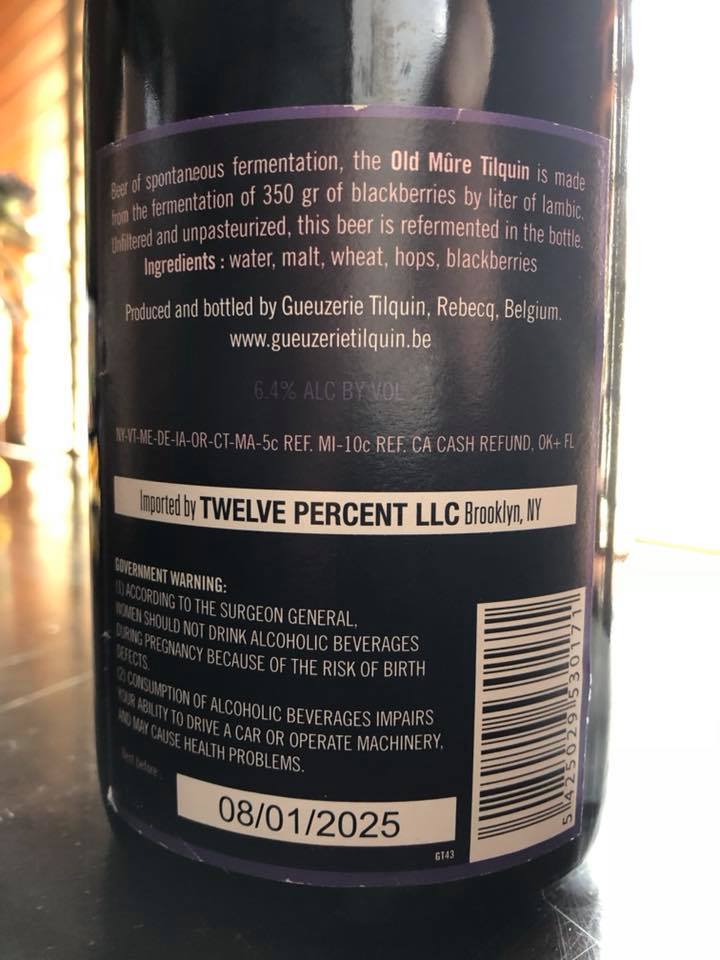 Beer of spontaneous fermentation, the Old Mûre Tilquin is made
from the fermentation of 350 gr of blackberries by liter of lambic.
Unfiltered and unpasteurized, this beer is refermented in the bottle.
Ingredients : water, malt, wheat, hops, blackberries
Produced and bottled by Gueuzerie Tilquin, Rebecq, Belgium.
www.gueuzerietilquin.be
6.4% ALC BY VOL
NY-VT-ME-DE-IA-OR-CT-MA-5c REF. MI-10c REF. CA CASH REFUND, OK+ FL
Imported by TWELVE PERCENT LLC Brooklyn, NY
GOVERNMENT WARNING:
(1) ACCORDING TO THE SURGEON GENERAL,
WOMEN SHOULD NOT DRINK ALCOHOLIC BEVERAGES
DURING PREGNANCY BECAUSE OF THE RISK OF BIRTH
DEFECTS.
(2) CONSUMPTION OF ALCOHOLIC BEVERAGES IMPAIRS
YOUR ABILITY TO DRIVE A CAR OR OPERATE MACHINERY,
AND MAY CAUSE HEALTH PROBLEMS.
Best before
08/01/2025
GT43
5 425029 530171